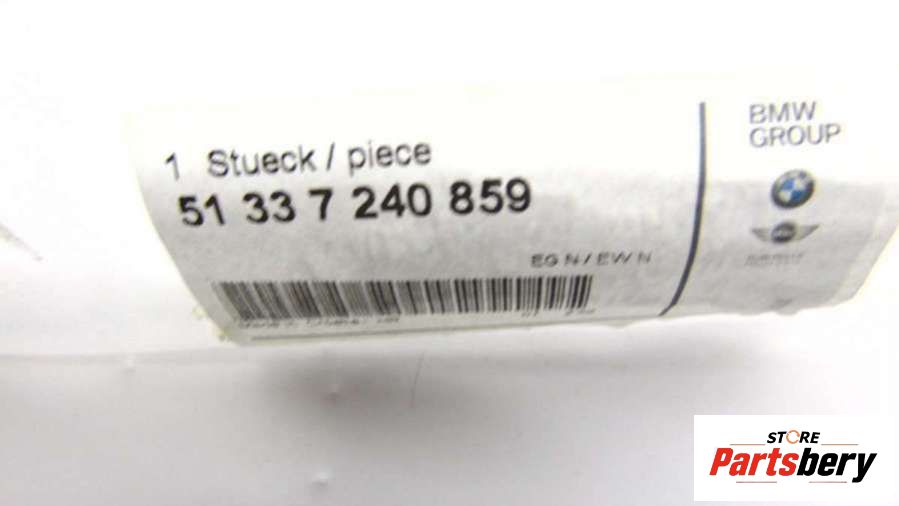 1 Stueck / piece
51 33 7 240 859
EG N / EW N
BMW
GROUP
STORE
Partsbery